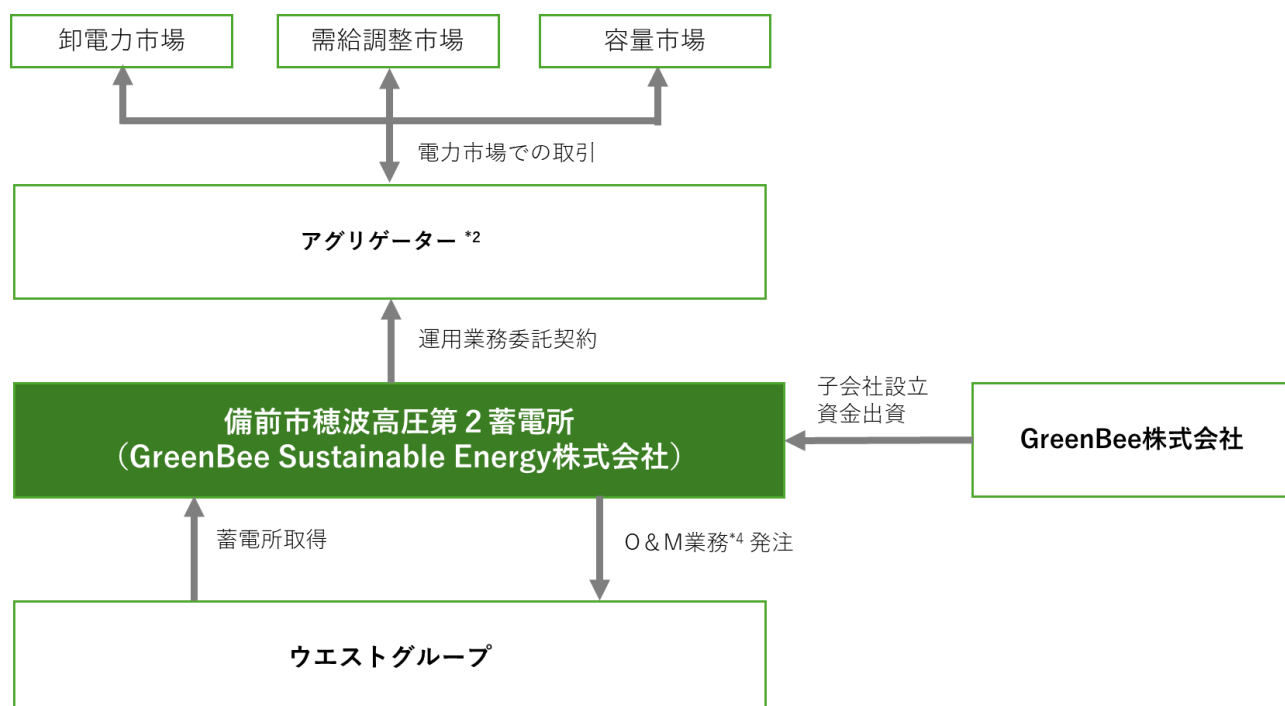 卸電力市場
需給調整市場
容量市場
電力市場での取引
アグリゲーター *2
運用業務委託契約
備前市穂波高圧第２蓄電所
（GreenBee Sustainable Energy株式会社）
子会社設立
資金出資
GreenBee株式会社
蓄電所取得
O＆M業務*4 発注
ウエストグループ